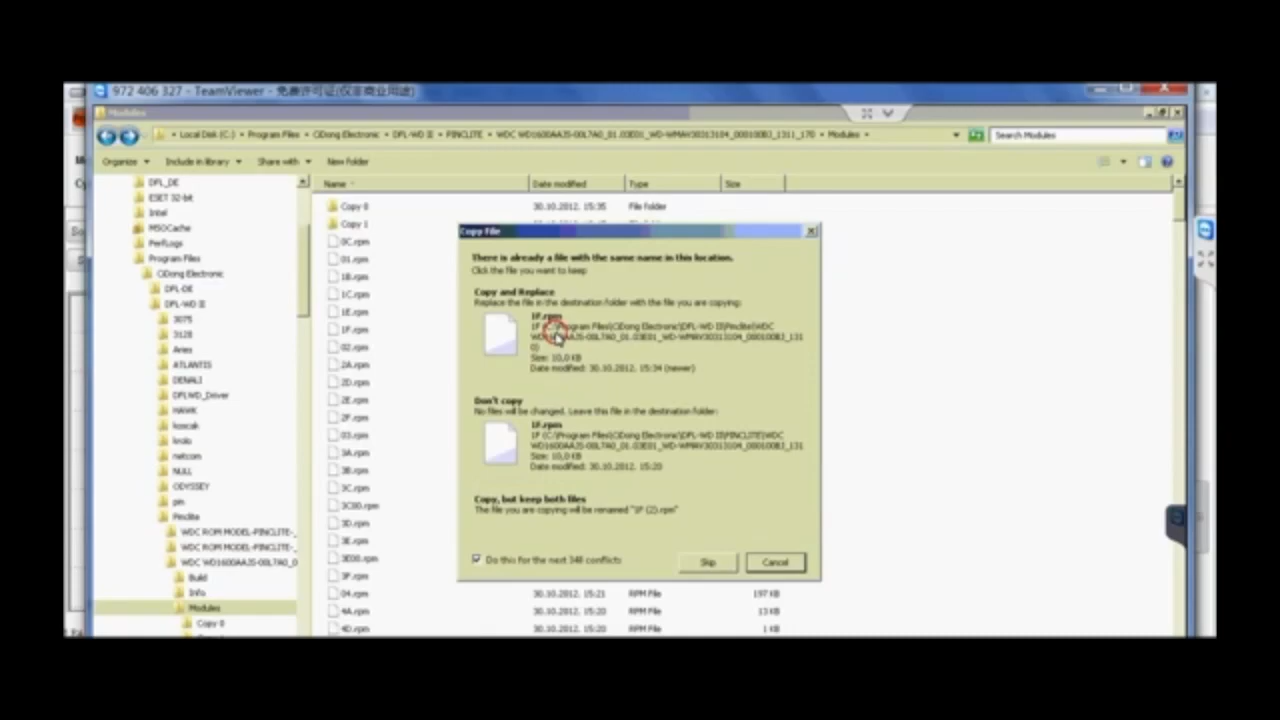 972 406 327 - TeamViewer - 免费许可证(仅非商业用途)
Modules
Local Disk (C:) Program Files CiDong Electronic DFL-WD II PINCLITE WDC WD1600AAJS-00L7A0_01.03E01_WD-WMAV30313104_000100BJ_1311_170 Modules
Search Modules
Organize Include in library Share with New folder
Name Date modified Type Size
DFL_DE
ESET 32-bit
Intel
MSOCache
PerfLogs
Program Files
CiDong Electronic
DFL-DE
DFL-WD II
3075
3128
Aries
ATLANTIS
DENALI
DFLWD_Driver
HAWK
kossak
krolo
netcom
NULL
ODYSSEY
pin
Pinclite
WDC ROM MODEL-PINCLITE-_
WDC ROM MODEL-PINCLITE-_
WDC WD1600AAJS-00L7A0_0
Build
Info
Modules
Copy 0
Copy 0 30.10.2012. 15:35 File folder
Copy 1
0C.rpm
01.rpm
1B.rpm
1C.rpm
1E.rpm
1F.rpm
02.rpm
2A.rpm
2D.rpm
2E.rpm
2F.rpm
03.rpm
3A.rpm
3B.rpm
3C.rpm
3C00.rpm
3D.rpm
3E.rpm
3E00.rpm
3F.rpm
04.rpm 30.10.2012. 15:21 RPM File 197 KB
4A.rpm 30.10.2012. 15:20 RPM File 13 KB
4D.rpm 30.10.2012. 15:20 RPM File 1 KB
Copy File
There is already a file with the same name in this location.
Click the file you want to keep
Copy and Replace
Replace the file in the destination folder with the file you are copying:
1F.rpm
1F (C:\Program Files\CiDong Electronic\DFL-WD II\Pinclite\WDC
WD1600AAJS-00L7A0_01.03E01_WD-WMAV30313104_000100BJ_131
0)
Size: 10,0 KB
Date modified: 30.10.2012. 15:34 (newer)
Don't copy
No files will be changed. Leave this file in the destination folder:
1F.rpm
1F (C:\Program Files\CiDong Electronic\DFL-WD II\PINCLITE\WDC
WD1600AAJS-00L7A0_01.03E01_WD-WMAV30313104_000100BJ_131
Size: 10,0 KB
Date modified: 30.10.2012. 15:20
Copy, but keep both files
The file you are copying will be renamed "1F (2).rpm"
Do this for the next 348 conflicts
Skip Cancel